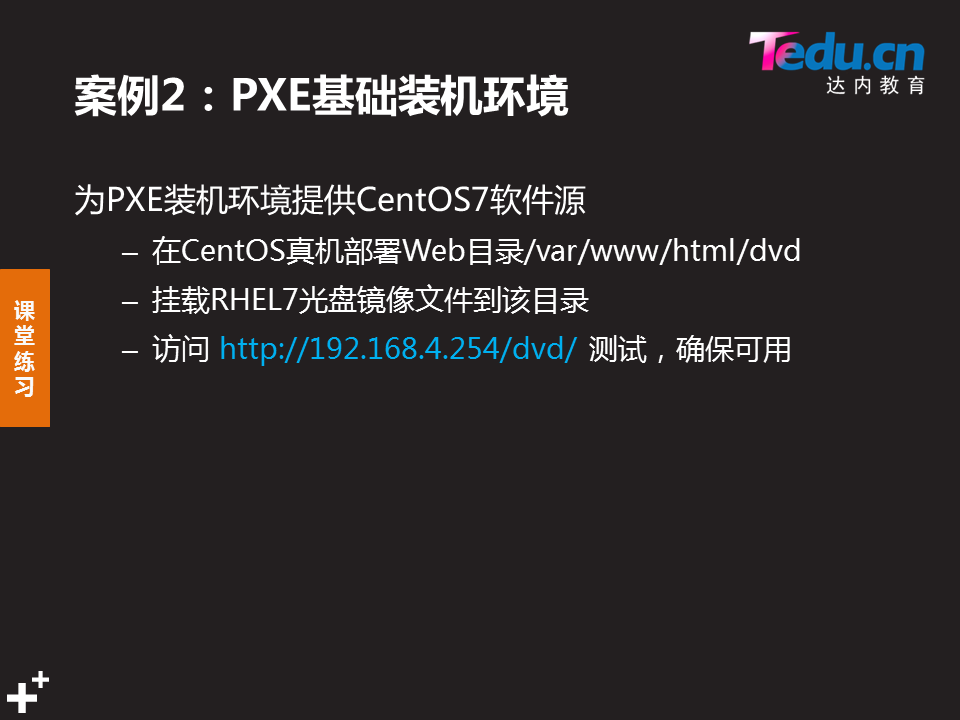 Tedu.cn
达内教育
案例2：PXE基础装机环境
为PXE装机环境提供CentOS7软件源
– 在CentOS真机部署Web目录/var/www/html/dvd
– 挂载RHEL7光盘镜像文件到该目录
– 访问 http://192.168.4.254/dvd/ 测试，确保可用
课
堂
练
习